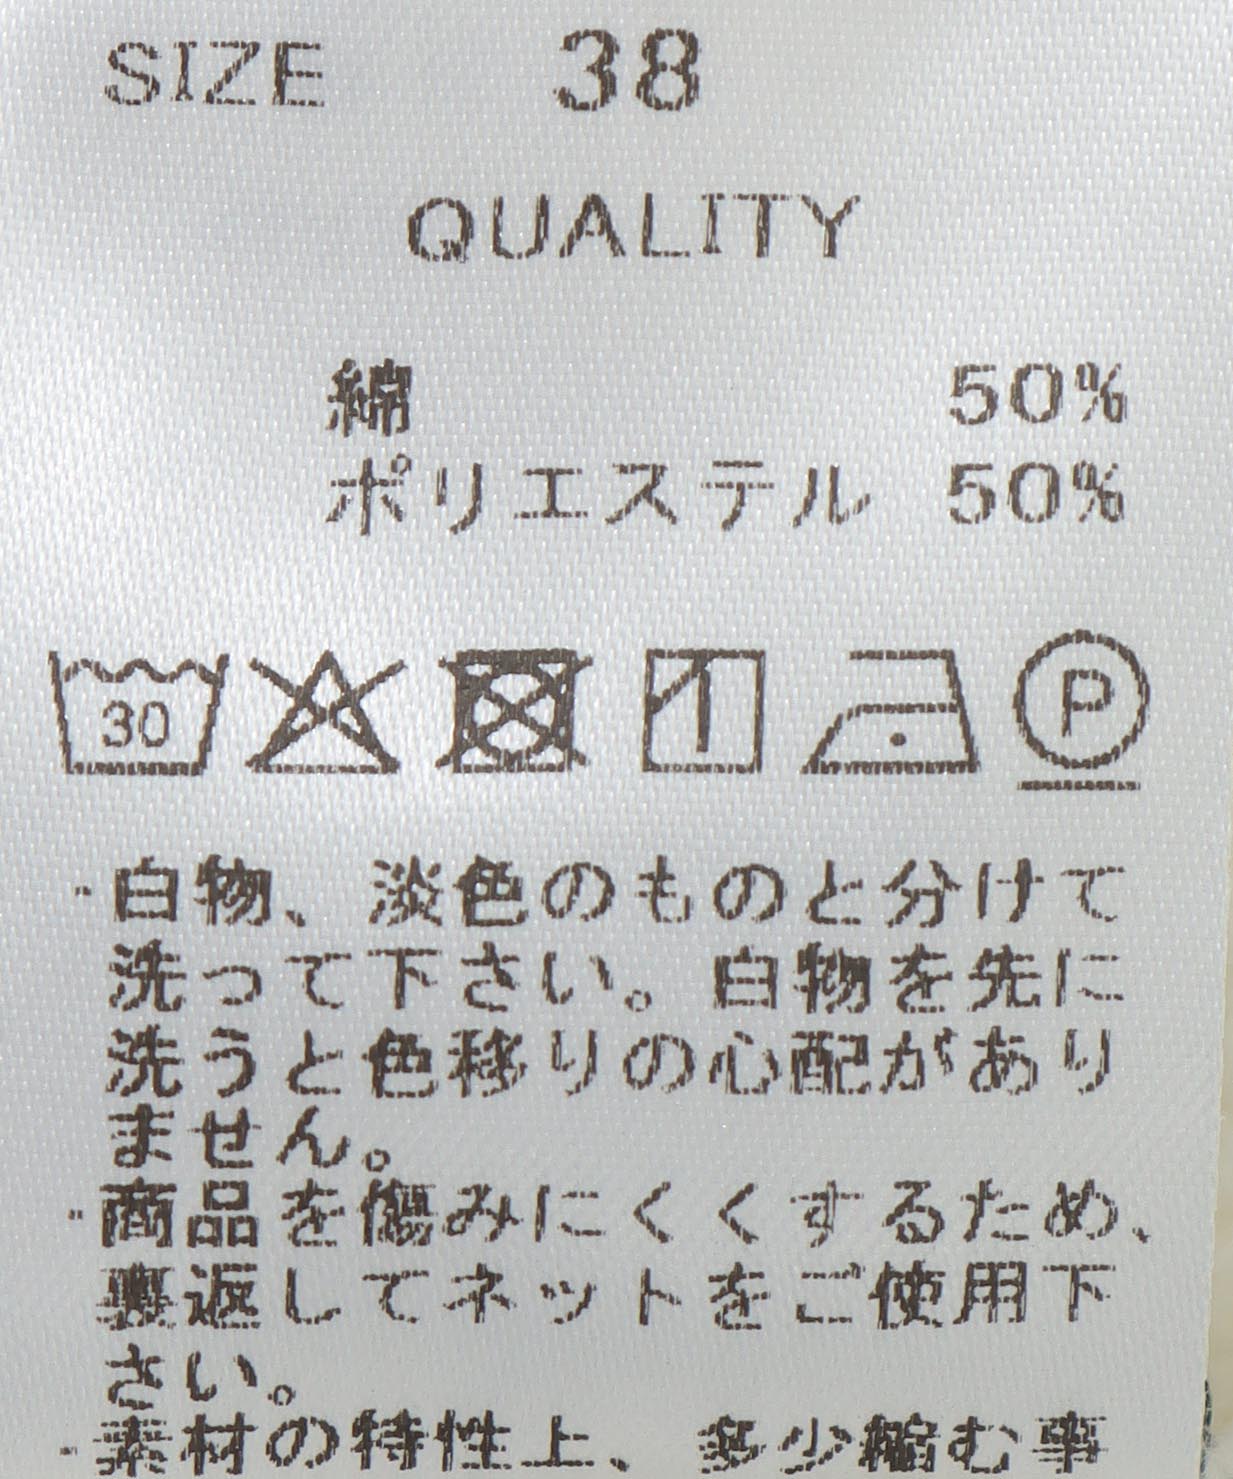 SIZE 38
QUALITY
綿 50%
ポリエステル 50%
30 P
・白物、淡色のものと分けて
洗って下さい。白物を先に
洗うと色移りの心配があり
ません。
・商品を傷みにくくするため、
裏返してネットをご使用下
さい。
・素材の特性上、多少縮む事